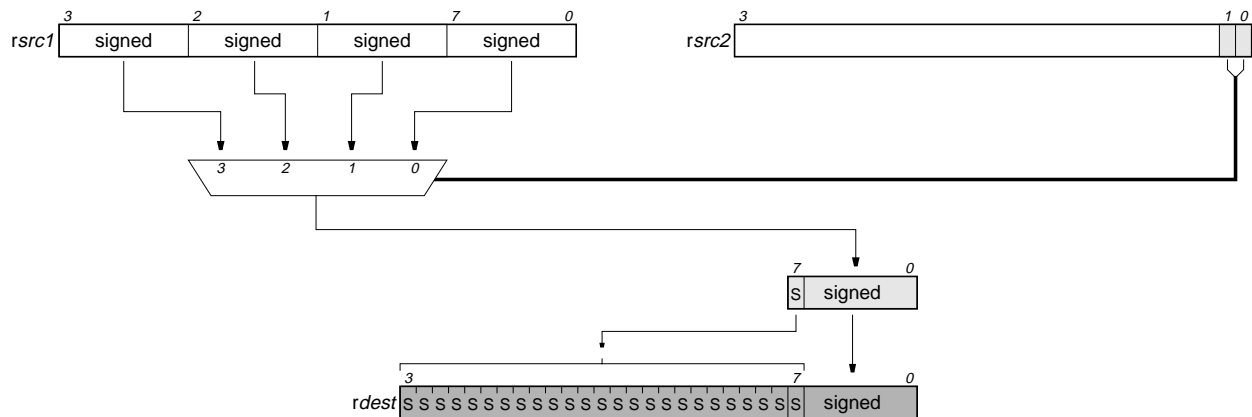 3 2 1 7 0
rsrc1 signed signed signed signed
3 1 0
rsrc2
3 2 1 0
7 0
S signed
3 7 0
rdest S S S S S S S S S S S S S S S S S S S S S S S S S signed